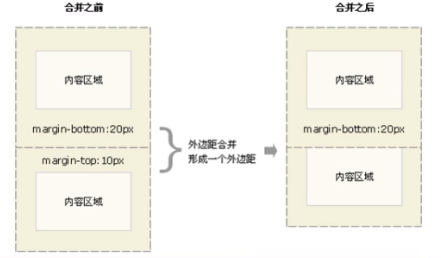 合并之前
合并之后
内容区域
margin-bottom:20px
margin-top:10px
内容区域
外边距合并
形成一个外边距
内容区域
margin-bottom:20px
内容区域